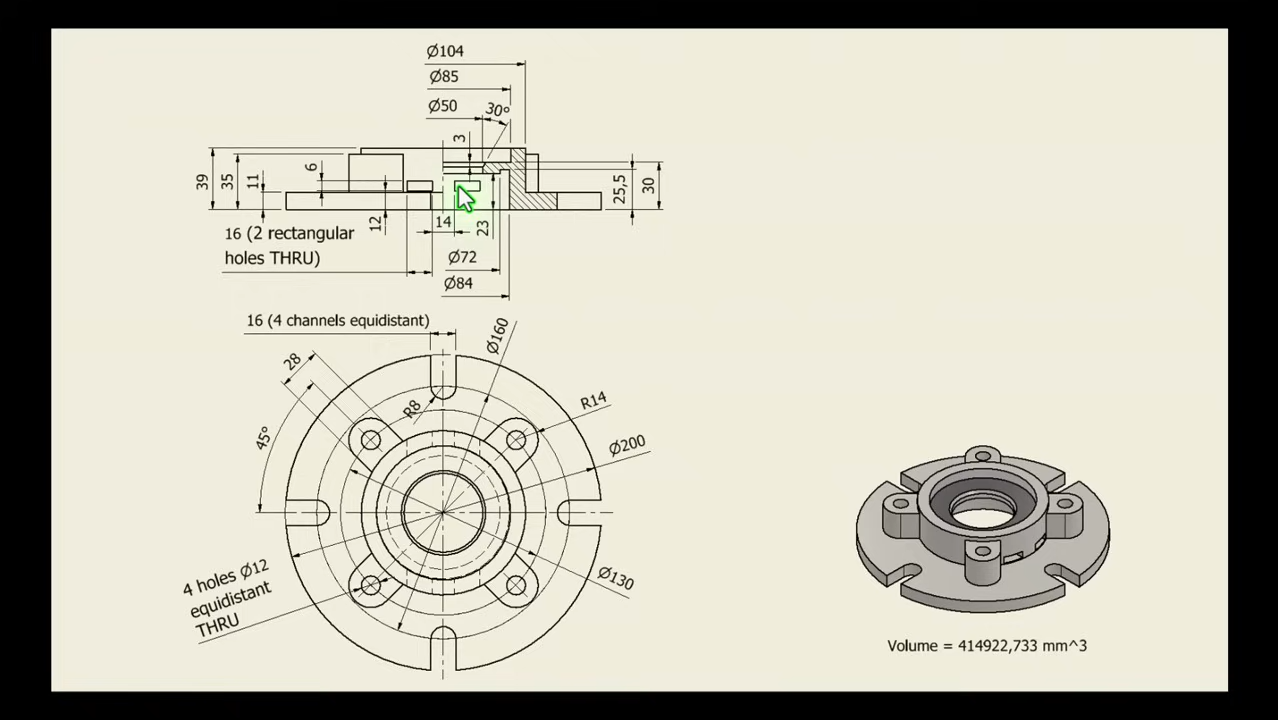 Ø104
Ø85
Ø50
30°
3
6
39
35
11
12
14
23
25,5
30
16 (2 rectangular
holes THRU)
Ø72
Ø84
16 (4 channels equidistant)
Ø160
28
R8
R14
45°
Ø200
4 holes Ø12
equidistant
THRU
Ø130
Volume = 414922,733 mm^3